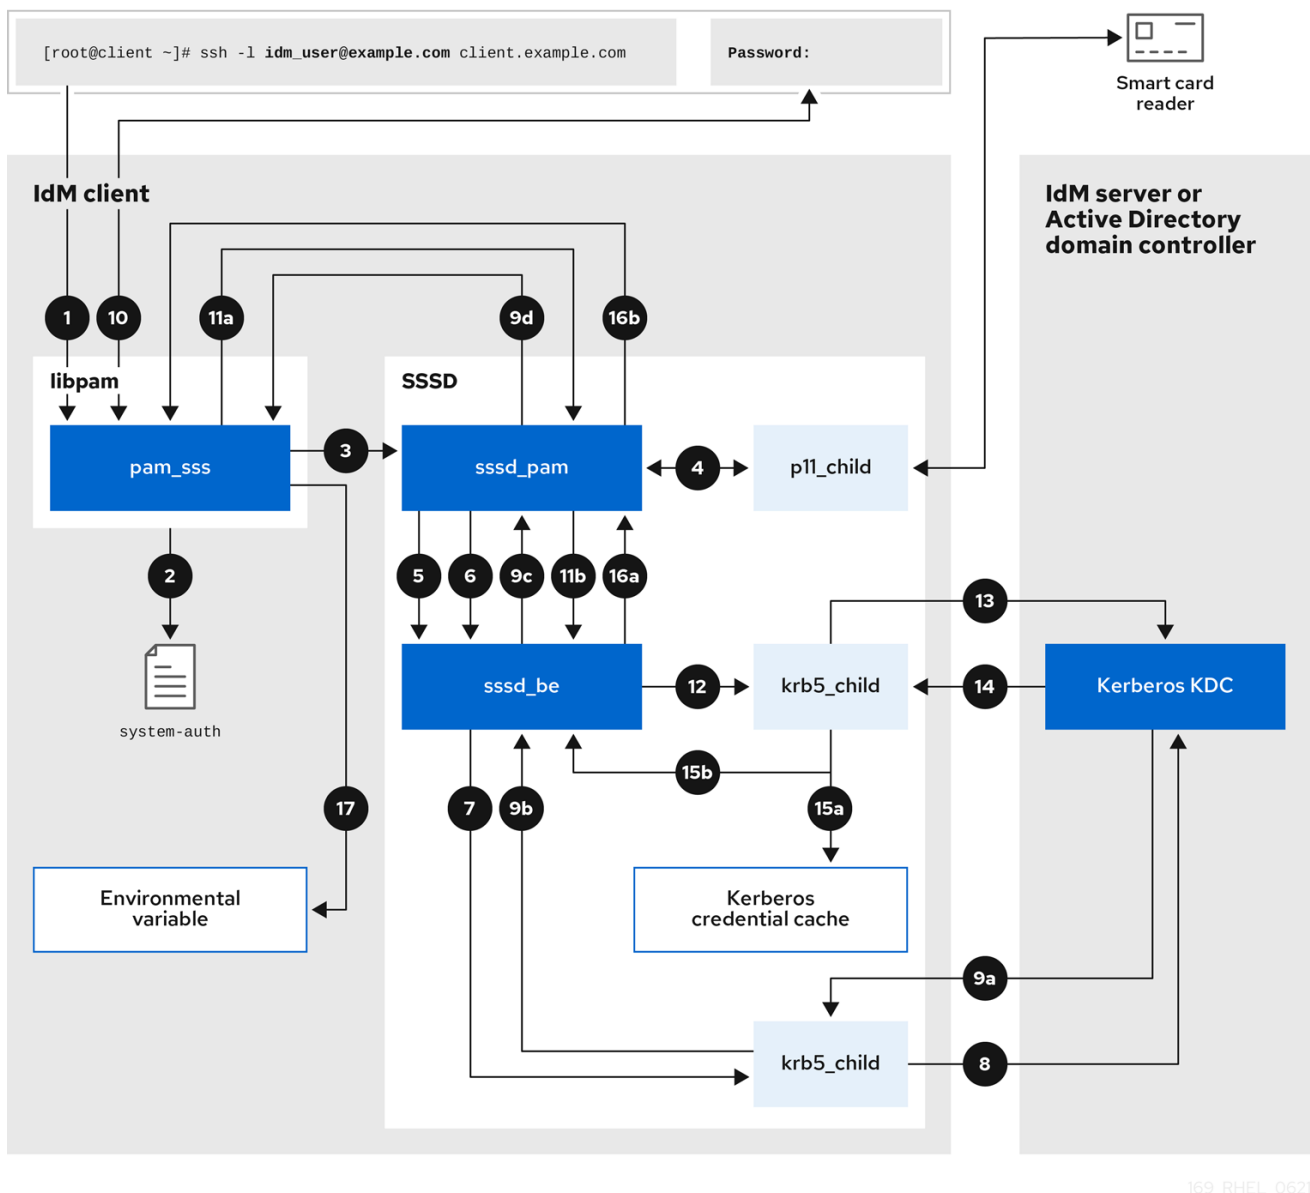 [root@client ~]# ssh -l idm_user@example.com client.example.com
Password:
Smart card
reader
IdM client
IdM server or
Active Directory
domain controller
1
10
11a
9d
16b
libpam
SSSD
pam_sss
3
sssd_pam
4
p11_child
2
5
6
9c
11b
16a
13
system-auth
sssd_be
12
krb5_child
14
Kerberos KDC
15b
17
7
9b
15a
Environmental
variable
Kerberos
credential cache
9a
krb5_child
8
169_RHEL_0621